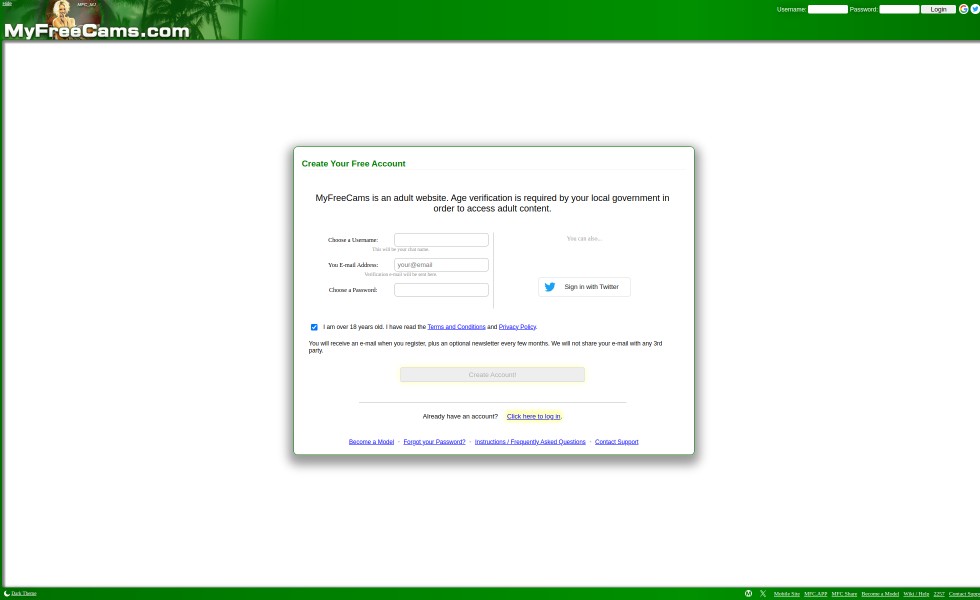 MFC_MJ
MyFreeCams.com
Username: Password: Login
Create Your Free Account
MyFreeCams is an adult website. Age verification is required by your local government in
order to access adult content.
Choose a Username:
This will be your chat name.
You E-mail Address: your@email
Verification e-mail will be sent here.
Choose a Password:
You can also...
Sign in with Twitter
I am over 18 years old. I have read the Terms and Conditions and Privacy Policy.
You will receive an e-mail when you register, plus an optional newsletter every few months. We will not share your e-mail with any 3rd
party.
Create Account!
Already have an account? Click here to log in.
Become a Model - Forgot your Password? - Instructions / Frequently Asked Questions - Contact Support
Dark Theme
Mobile Site MFC.APP MFC Share Become a Model Wiki / Help 2257 Contact